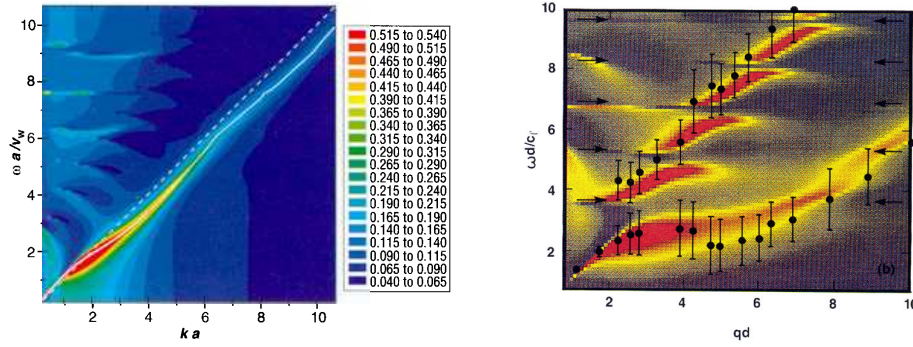 10
8
6
4
2
ω a/v_w
2
4
6
8
10
k a
0.515 to 0.540
0.490 to 0.515
0.465 to 0.490
0.440 to 0.465
0.415 to 0.440
0.390 to 0.415
0.365 to 0.390
0.340 to 0.365
0.315 to 0.340
0.290 to 0.315
0.265 to 0.290
0.240 to 0.265
0.215 to 0.240
0.190 to 0.215
0.165 to 0.190
0.140 to 0.165
0.115 to 0.140
0.090 to 0.115
0.065 to 0.090
0.040 to 0.065
10
8
6
4
2
(b)
2
4
6
8
10
qd